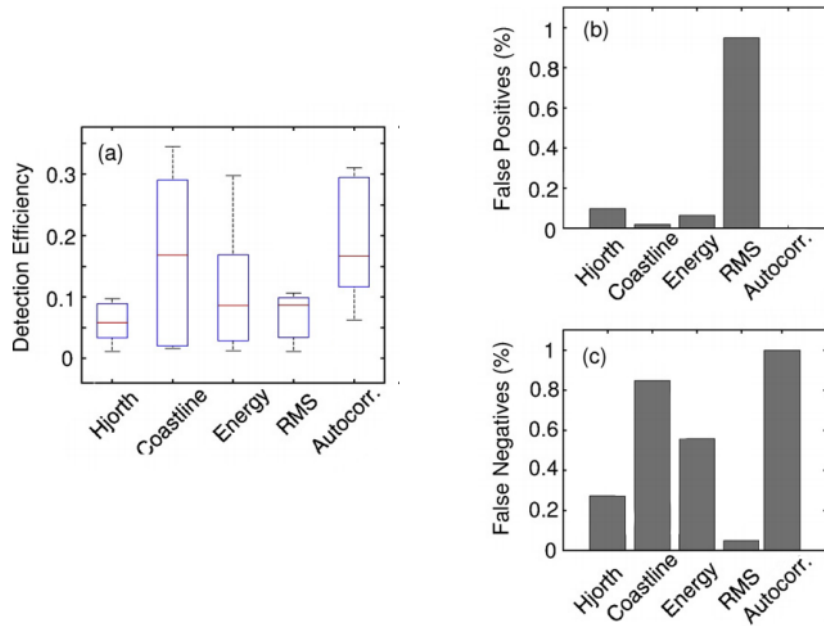 (a)
Detection Efficiency
0.3
0.2
0.1
0
Hjorth
Coastline
Energy
RMS
Autocorr.
(b)
False Positives (%)
1
0.8
0.6
0.4
0.2
0
Hjorth
Coastline
Energy
RMS
Autocorr.
(c)
False Negatives (%)
1
0.8
0.6
0.4
0.2
0
Hjorth
Coastline
Energy
RMS
Autocorr.